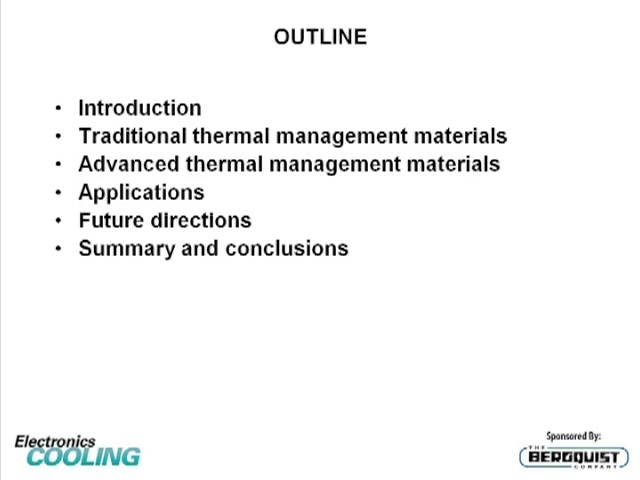 OUTLINE
• Introduction
• Traditional thermal management materials
• Advanced thermal management materials
• Applications
• Future directions
• Summary and conclusions
Electronics
COOLING
Sponsored By:
THE
BERGQUIST
COMPANY